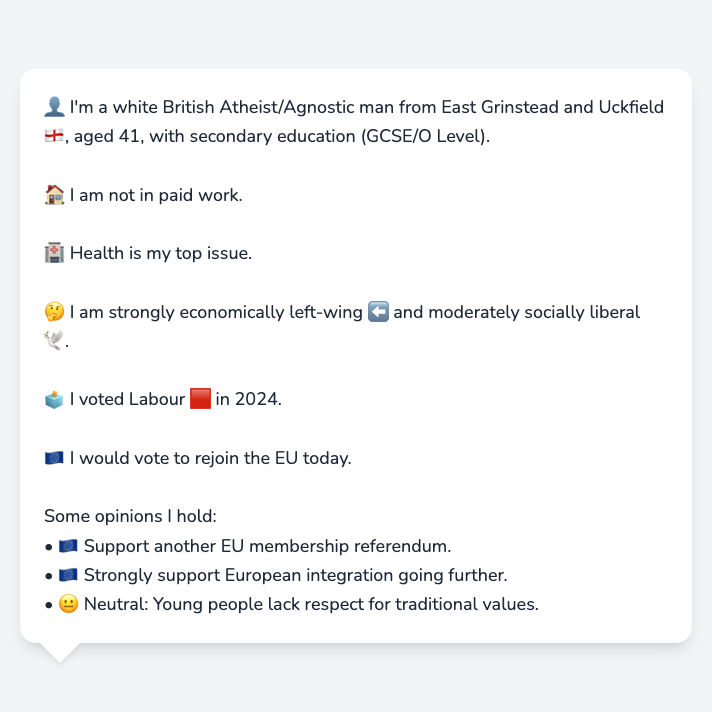 👤 I'm a white British Atheist/Agnostic man from East Grinstead and Uckfield
🏴󠁧󠁢󠁥󠁮󠁧󠁿, aged 41, with secondary education (GCSE/O Level).
🏠 I am not in paid work.
🏥 Health is my top issue.
🤔 I am strongly economically left-wing ⬅️ and moderately socially liberal
🕊️.
🗳️ I voted Labour 🟥 in 2024.
🇪🇺 I would vote to rejoin the EU today.
Some opinions I hold:
• 🇪🇺 Support another EU membership referendum.
• 🇪🇺 Strongly support European integration going further.
• 😐 Neutral: Young people lack respect for traditional values.